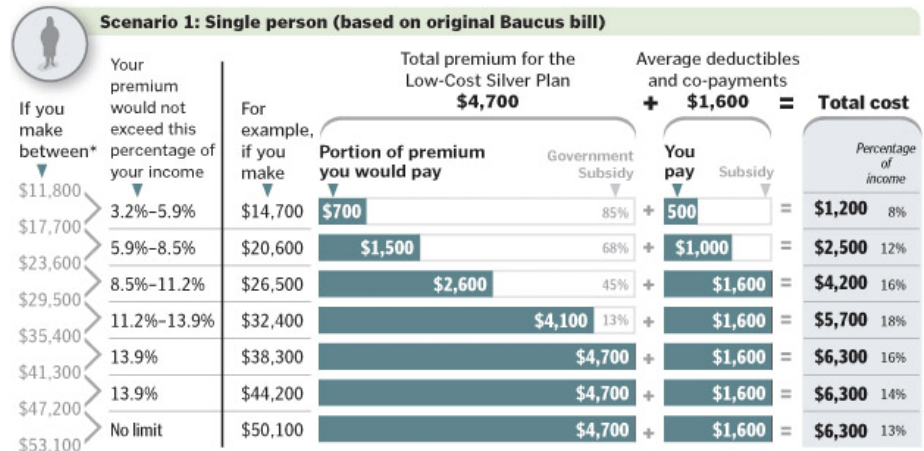 Scenario 1: Single person (based on original Baucus bill)
If you
make
between*
Your
premium
would not
exceed this
percentage of
your income
For
example,
if you
make
Total premium for the
Low-Cost Silver Plan
$4,700
+
Average deductibles
and co-payments
$1,600
=
Total cost
Portion of premium
you would pay
Government
Subsidy
You
pay
Subsidy
Percentage
of
income
$11,800
3.2%–5.9% $14,700 $700 85% + 500 = $1,200 8%
$17,700
5.9%–8.5% $20,600 $1,500 68% + $1,000 = $2,500 12%
$23,600
8.5%–11.2% $26,500 $2,600 45% + $1,600 = $4,200 16%
$29,500
11.2%–13.9% $32,400 $4,100 13% + $1,600 = $5,700 18%
$35,400
13.9% $38,300 $4,700 + $1,600 = $6,300 16%
$41,300
13.9% $44,200 $4,700 + $1,600 = $6,300 14%
$47,200
No limit $50,100 $4,700 + $1,600 = $6,300 13%
$53,100